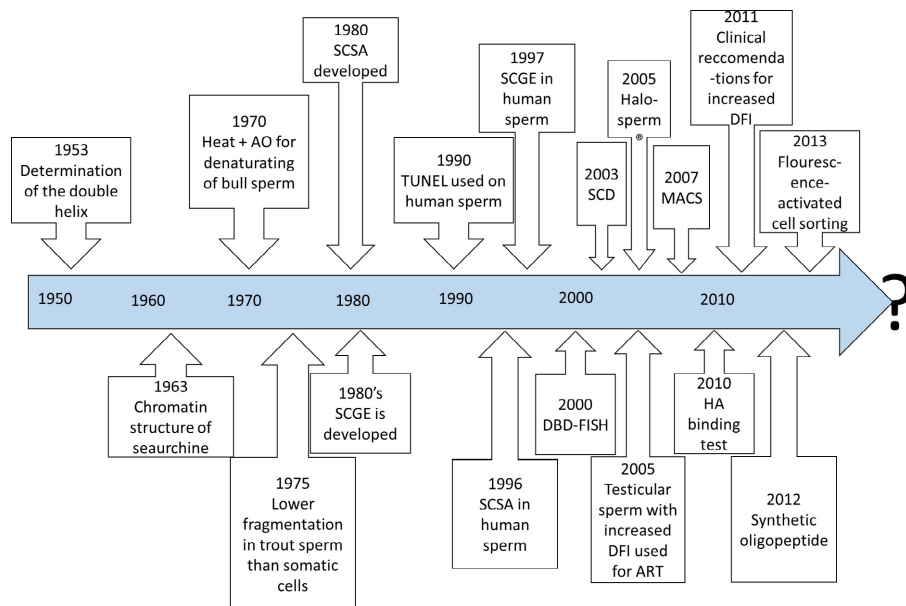 1953
Determination
of the double
helix
1970
Heat + AO for
denaturating
of bull sperm
1980
SCSA
developed
1990
TUNEL used on
human sperm
1997
SCGE in
human
sperm
2003
SCD
2005
Halo-
sperm
®
2007
MACS
2011
Clinical
reccomenda
-tions for
increased
DFI
2013
Flouresc-
ence-
activated
cell sorting
1950 1960 1970 1980 1990 2000 2010 ?
1963
Chromatin
structure of
seaurchine
1975
Lower
fragmentation
in trout sperm
than somatic
cells
1980's
SCGE is
developed
1996
SCSA in
human
sperm
2000
DBD-FISH
2005
Testicular
sperm with
increased
DFI used
for ART
2010
HA
binding
test
2012
Synthetic
oligopeptide